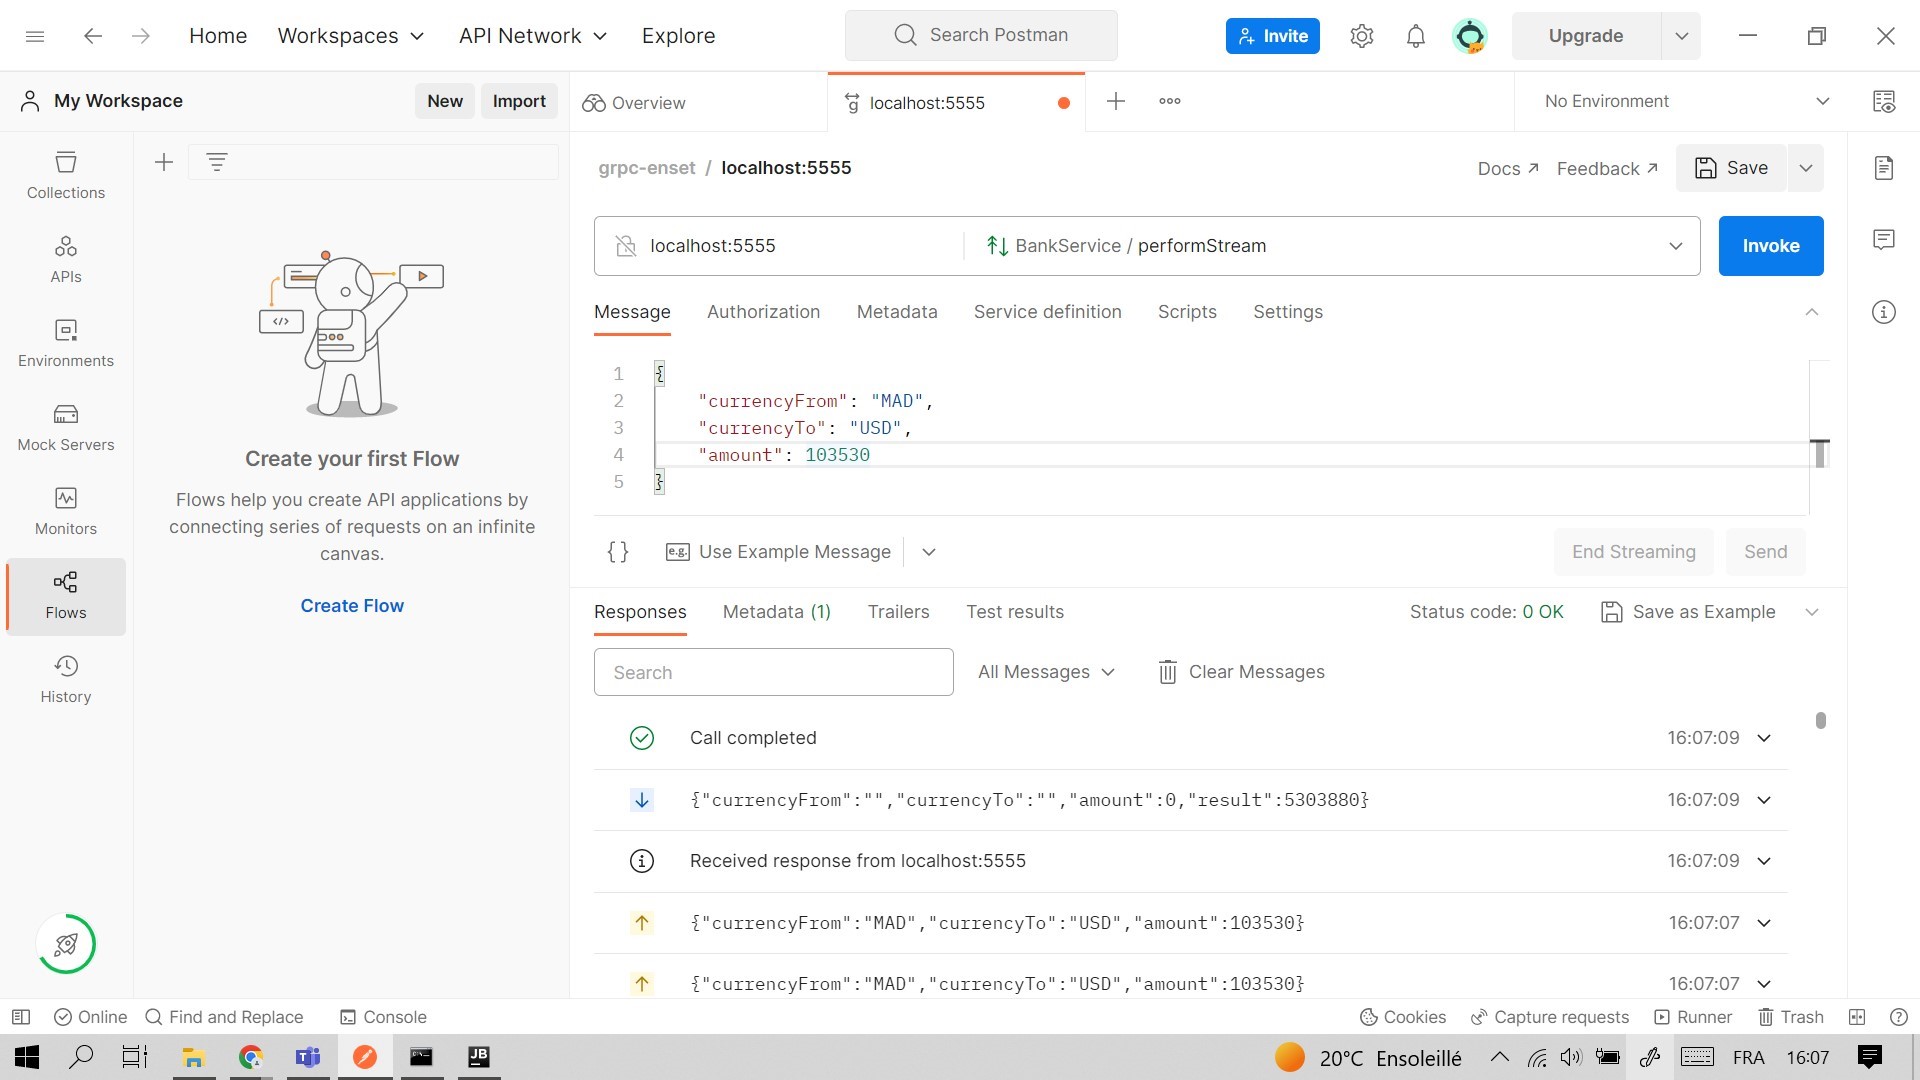 Home Workspaces API Network Explore Search Postman Invite Upgrade
My Workspace New Import Overview localhost:5555 No Environment
grpc-enset / localhost:5555 Docs Feedback Save
localhost:5555 BankService / performStream Invoke
Message Authorization Metadata Service definition Scripts Settings
1 {
2 "currencyFrom": "MAD",
3 "currencyTo": "USD",
4 "amount": 103530
5 }
{} e.g. Use Example Message End Streaming Send
Responses Metadata (1) Trailers Test results Status code: 0 OK Save as Example
Search All Messages Clear Messages
Call completed 16:07:09
{"currencyFrom":"","currencyTo":"","amount":0,"result":5303880} 16:07:09
Received response from localhost:5555 16:07:09
{"currencyFrom":"MAD","currencyTo":"USD","amount":103530} 16:07:07
{"currencyFrom":"MAD","currencyTo":"USD","amount":103530} 16:07:07
Collections
APIs
Environments
Mock Servers
Monitors
Flows
History
</>
Create your first Flow
Flows help you create API applications by
connecting series of requests on an infinite
canvas.
Create Flow
Online Find and Replace Console Cookies Capture requests Runner Trash
JB 20°C Ensoleillé FRA 16:07